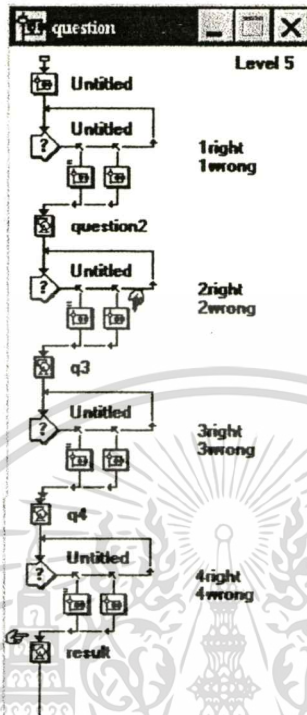 question
Level 5
Untitled
Untitled
1right
1wrong
question2
Untitled
2right
2wrong
q3
Untitled
3right
3wrong
q4
Untitled
4right
4wrong
result